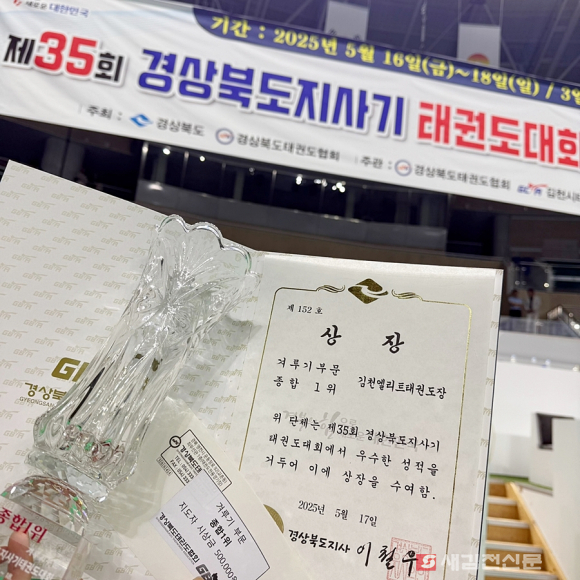 새로운 대한민국
기간 : 2025년 5월 16일(금)~18일(일) / 3일
제35회 경상북도지사기 태권도대회
주최 : 경상북도 경상북도태권도협회 주관 : 경상북도태권도협회 김천시
제 152 호
상 장
겨루기부문
종합 1위 김천엘리트태권도장
위 단체는 제35회 경상북도지사기
태권도대회에서 우수한 성적을
거두어 이에 상장을 수여함.
2025년 5월 17일
경상북도지사 이철우
경상북
겨루기 부문
종합1위
지도자 시상금 500,000
경상북도태권도협회
종합1위
새김천신문